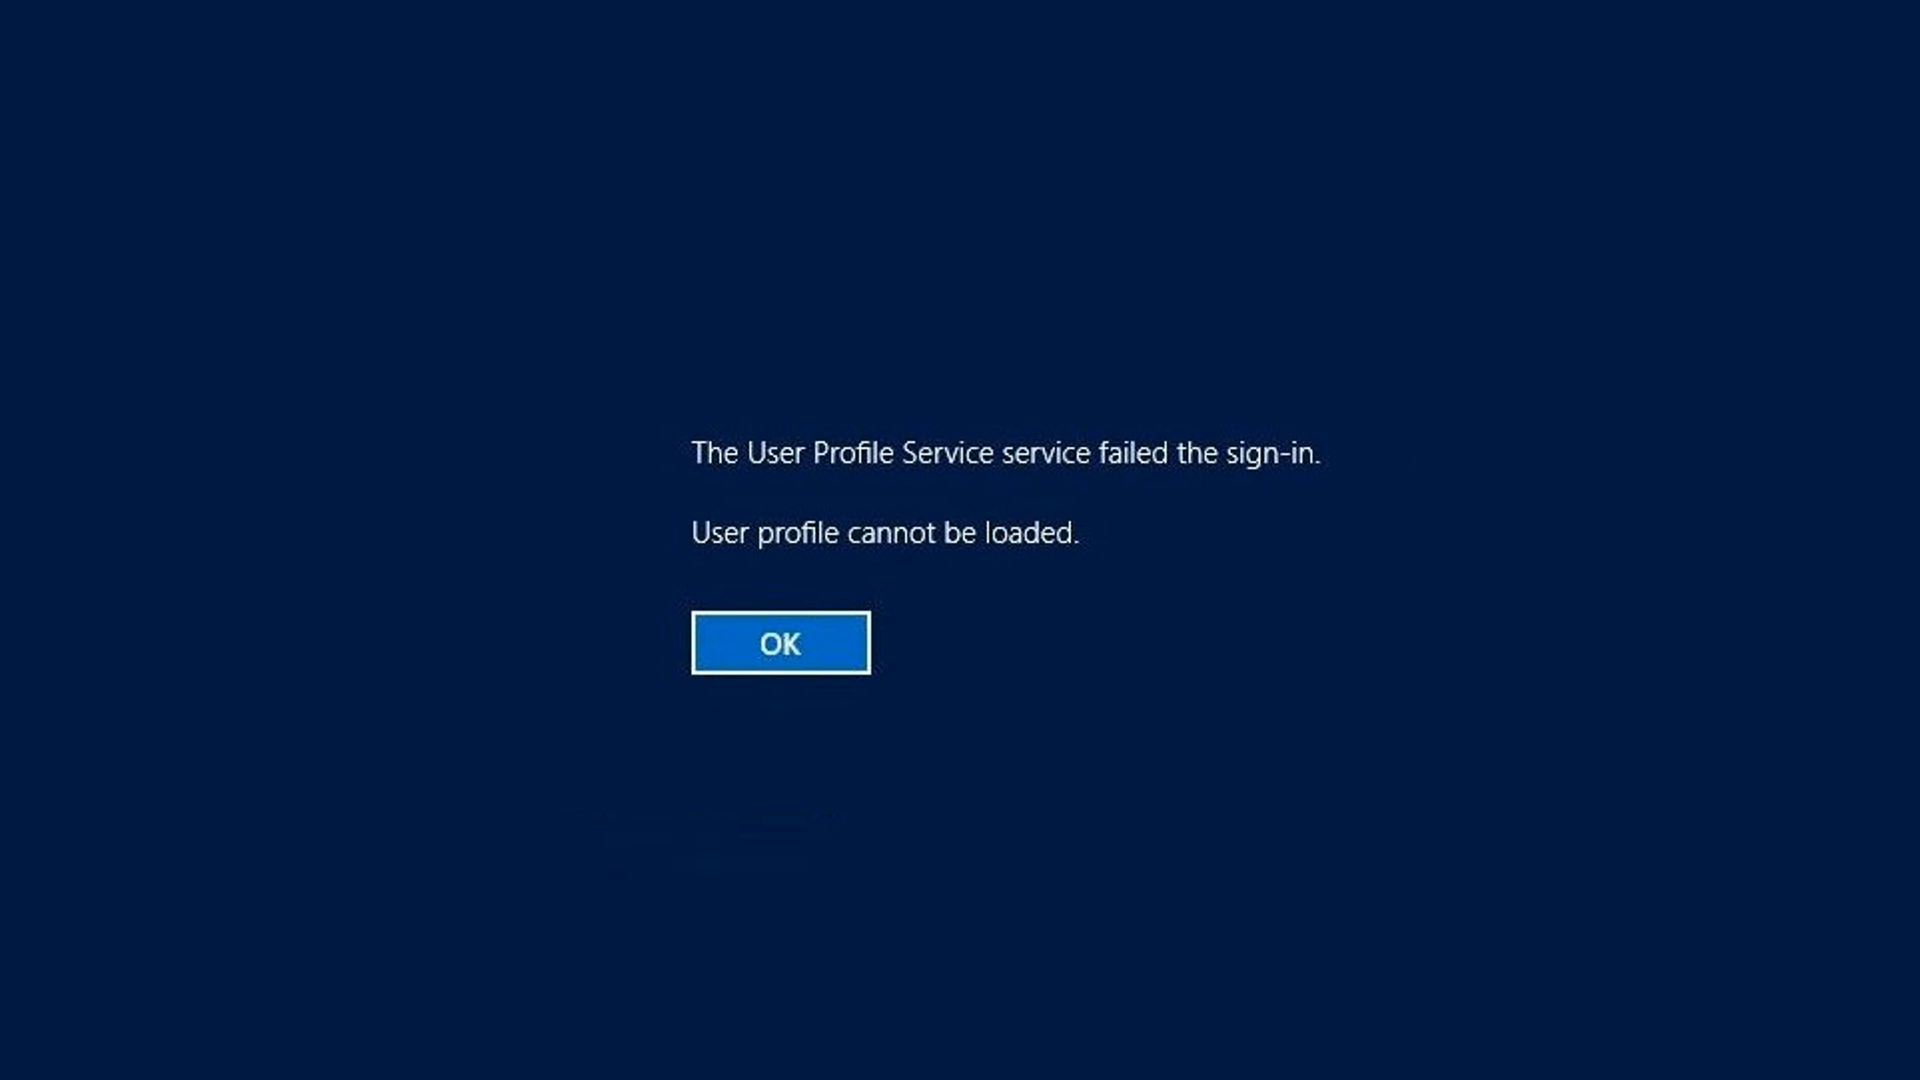 The User Profile Service service failed the sign-in.
User profile cannot be loaded.
OK